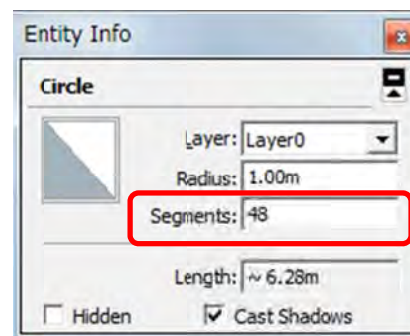 Entity Info
Circle
Layer: Layer0
Radius: 1.00m
Segments: 48
Length: ~ 6.28m
Hidden Cast Shadows